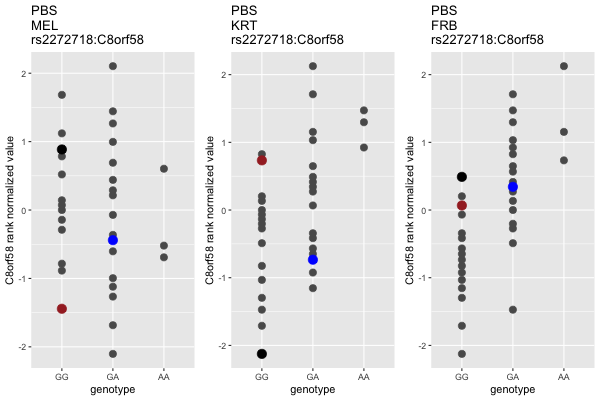 PBS
MEL
rs2272718:C8orf58
C8orf58 rank normalized value
2
1
0
-1
-2
GG
GA
AA
genotype
PBS
KRT
rs2272718:C8orf58
C8orf58 rank normalized value
2
1
0
-1
-2
GG
GA
AA
genotype
PBS
FRB
rs2272718:C8orf58
C8orf58 rank normalized value
2
1
0
-1
-2
GG
GA
AA
genotype